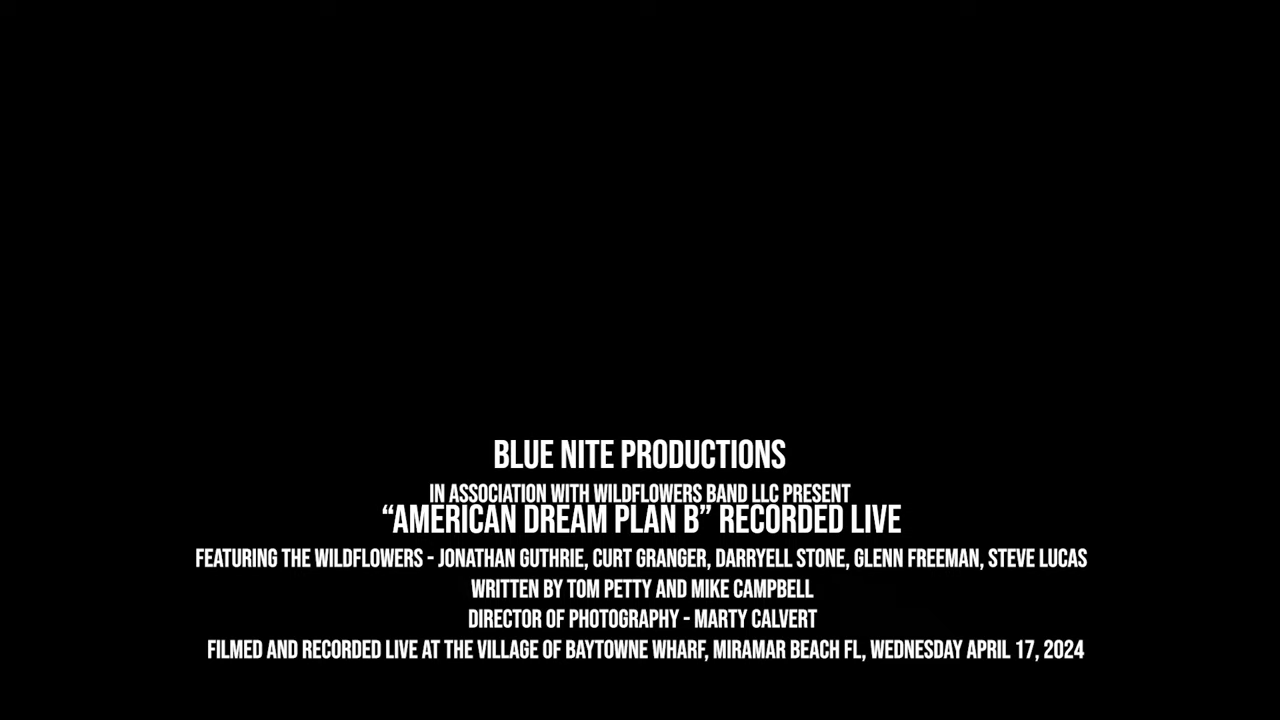 BLUE NITE PRODUCTIONS
IN ASSOCIATION WITH WILDFLOWERS BAND LLC PRESENT
“AMERICAN DREAM PLAN B” RECORDED LIVE
FEATURING THE WILDFLOWERS - JONATHAN GUTHRIE, CURT GRANGER, DARRYELL STONE, GLENN FREEMAN, STEVE LUCAS
WRITTEN BY TOM PETTY AND MIKE CAMPBELL
DIRECTOR OF PHOTOGRAPHY - MARTY CALVERT
FILMED AND RECORDED LIVE AT THE VILLAGE OF BAYTOWNE WHARF, MIRAMAR BEACH FL, WEDNESDAY APRIL 17, 2024